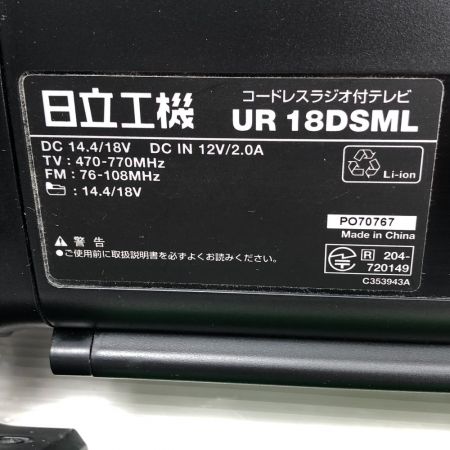 日立工機
コードレスラジオ付テレビ
UR 18DSML
DC 14.4/18V DC IN 12V/2.0A
TV : 470-770MHz
FM : 76-108MHz
: 14.4/18V
Li-ion
PO70767
Made in China
警告
●ご使用前に取扱説明書を必ずよくお読みください。
R 204-
720149
C353943A